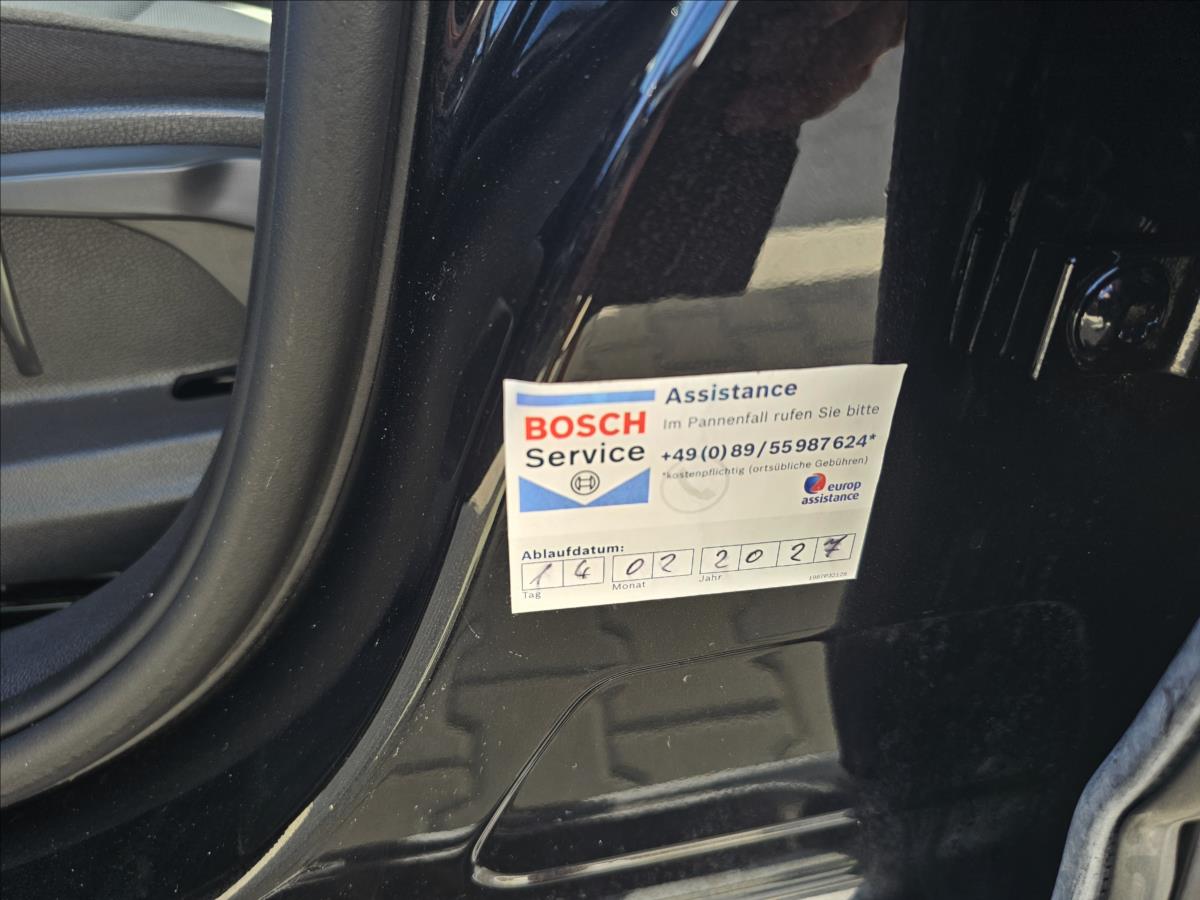 BOSCH
Service
Assistance
Im Pannenfall rufen Sie bitte
+49(0)89/55987624*
*kostenpflichtig (ortsübliche Gebühren)
europ
assistance
Ablaufdatum:
14 02 2027
Tag Monat Jahr